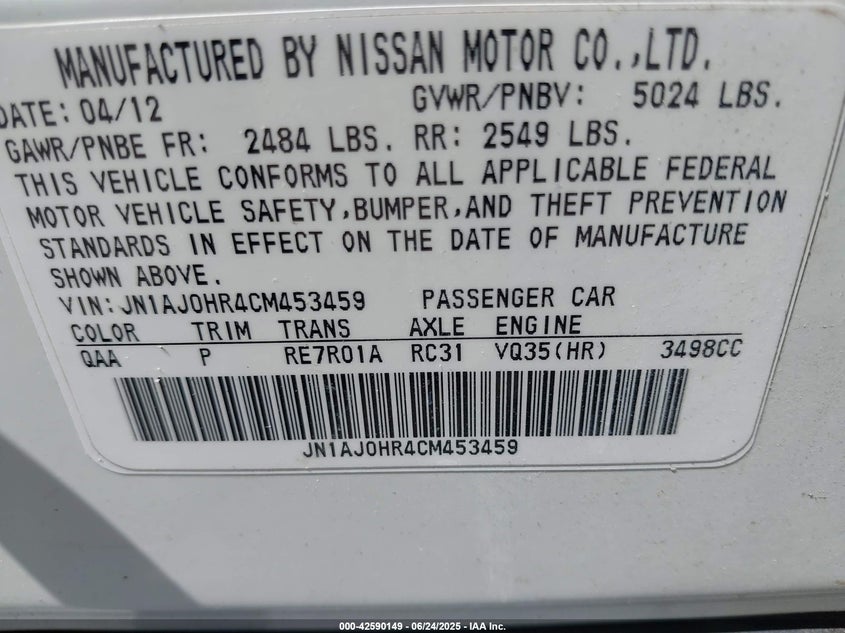 MANUFACTURED BY NISSAN MOTOR CO.,LTD.
DATE: 04/12 GVWR/PNBV: 5024 LBS.
GAWR/PNBE FR: 2484 LBS. RR: 2549 LBS.
THIS VEHICLE CONFORMS TO ALL APPLICABLE FEDERAL
MOTOR VEHICLE SAFETY,BUMPER,AND THEFT PREVENTION
STANDARDS IN EFFECT ON THE DATE OF MANUFACTURE
SHOWN ABOVE.
VIN:JN1AJ0HR4CM453459 PASSENGER CAR
COLOR TRIM TRANS AXLE ENGINE
QAA P RE7R01A RC31 VQ35(HR) 3498CC
JN1AJ0HR4CM453459
000-42590149 - 06/24/2025 - IAA Inc.